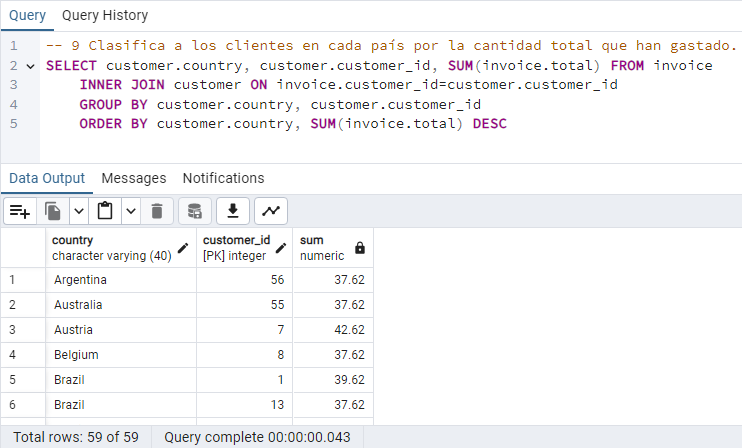 Query Query History
1 -- 9 Clasifica a los clientes en cada país por la cantidad total que han gastado.
2 SELECT customer.country, customer.customer_id, SUM(invoice.total) FROM invoice
3 INNER JOIN customer ON invoice.customer_id=customer.customer_id
4 GROUP BY customer.country, customer.customer_id
5 ORDER BY customer.country, SUM(invoice.total) DESC
Data Output Messages Notifications
country customer_id sum
character varying (40) [PK] integer numeric
1 Argentina 56 37.62
2 Australia 55 37.62
3 Austria 7 42.62
4 Belgium 8 37.62
5 Brazil 1 39.62
6 Brazil 13 37.62
Total rows: 59 of 59 Query complete 00:00:00.043